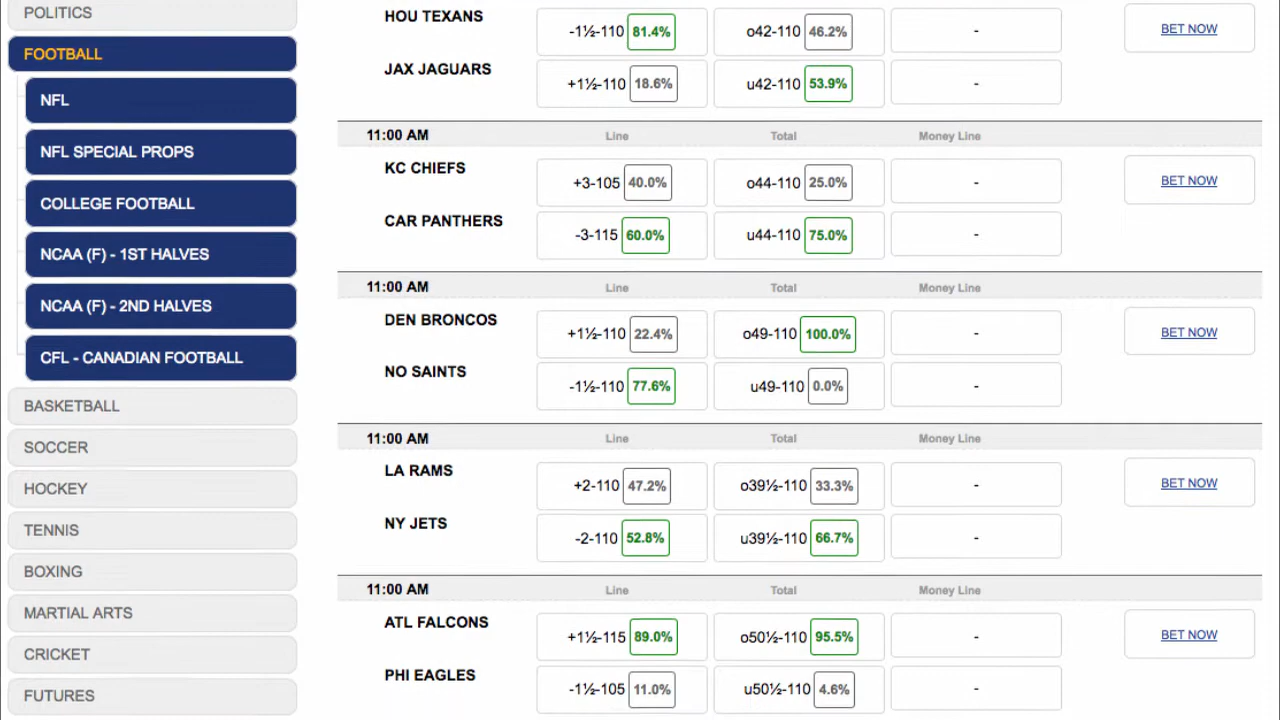 POLITICS
FOOTBALL
NFL
NFL SPECIAL PROPS
COLLEGE FOOTBALL
NCAA (F) - 1ST HALVES
NCAA (F) - 2ND HALVES
CFL - CANADIAN FOOTBALL
BASKETBALL
SOCCER
HOCKEY
TENNIS
BOXING
MARTIAL ARTS
CRICKET
FUTURES
HOU TEXANS -1½-110 81.4% o42-110 46.2% - BET NOW
JAX JAGUARS +1½-110 18.6% u42-110 53.9% -
11:00 AM Line Total Money Line
KC CHIEFS +3-105 40.0% o44-110 25.0% - BET NOW
CAR PANTHERS -3-115 60.0% u44-110 75.0% -
11:00 AM Line Total Money Line
DEN BRONCOS +1½-110 22.4% o49-110 100.0% - BET NOW
NO SAINTS -1½-110 77.6% u49-110 0.0% -
11:00 AM Line Total Money Line
LA RAMS +2-110 47.2% o39½-110 33.3% - BET NOW
NY JETS -2-110 52.8% u39½-110 66.7% -
11:00 AM Line Total Money Line
ATL FALCONS +1½-115 89.0% o50½-110 95.5% - BET NOW
PHI EAGLES -1½-105 11.0% u50½-110 4.6% -